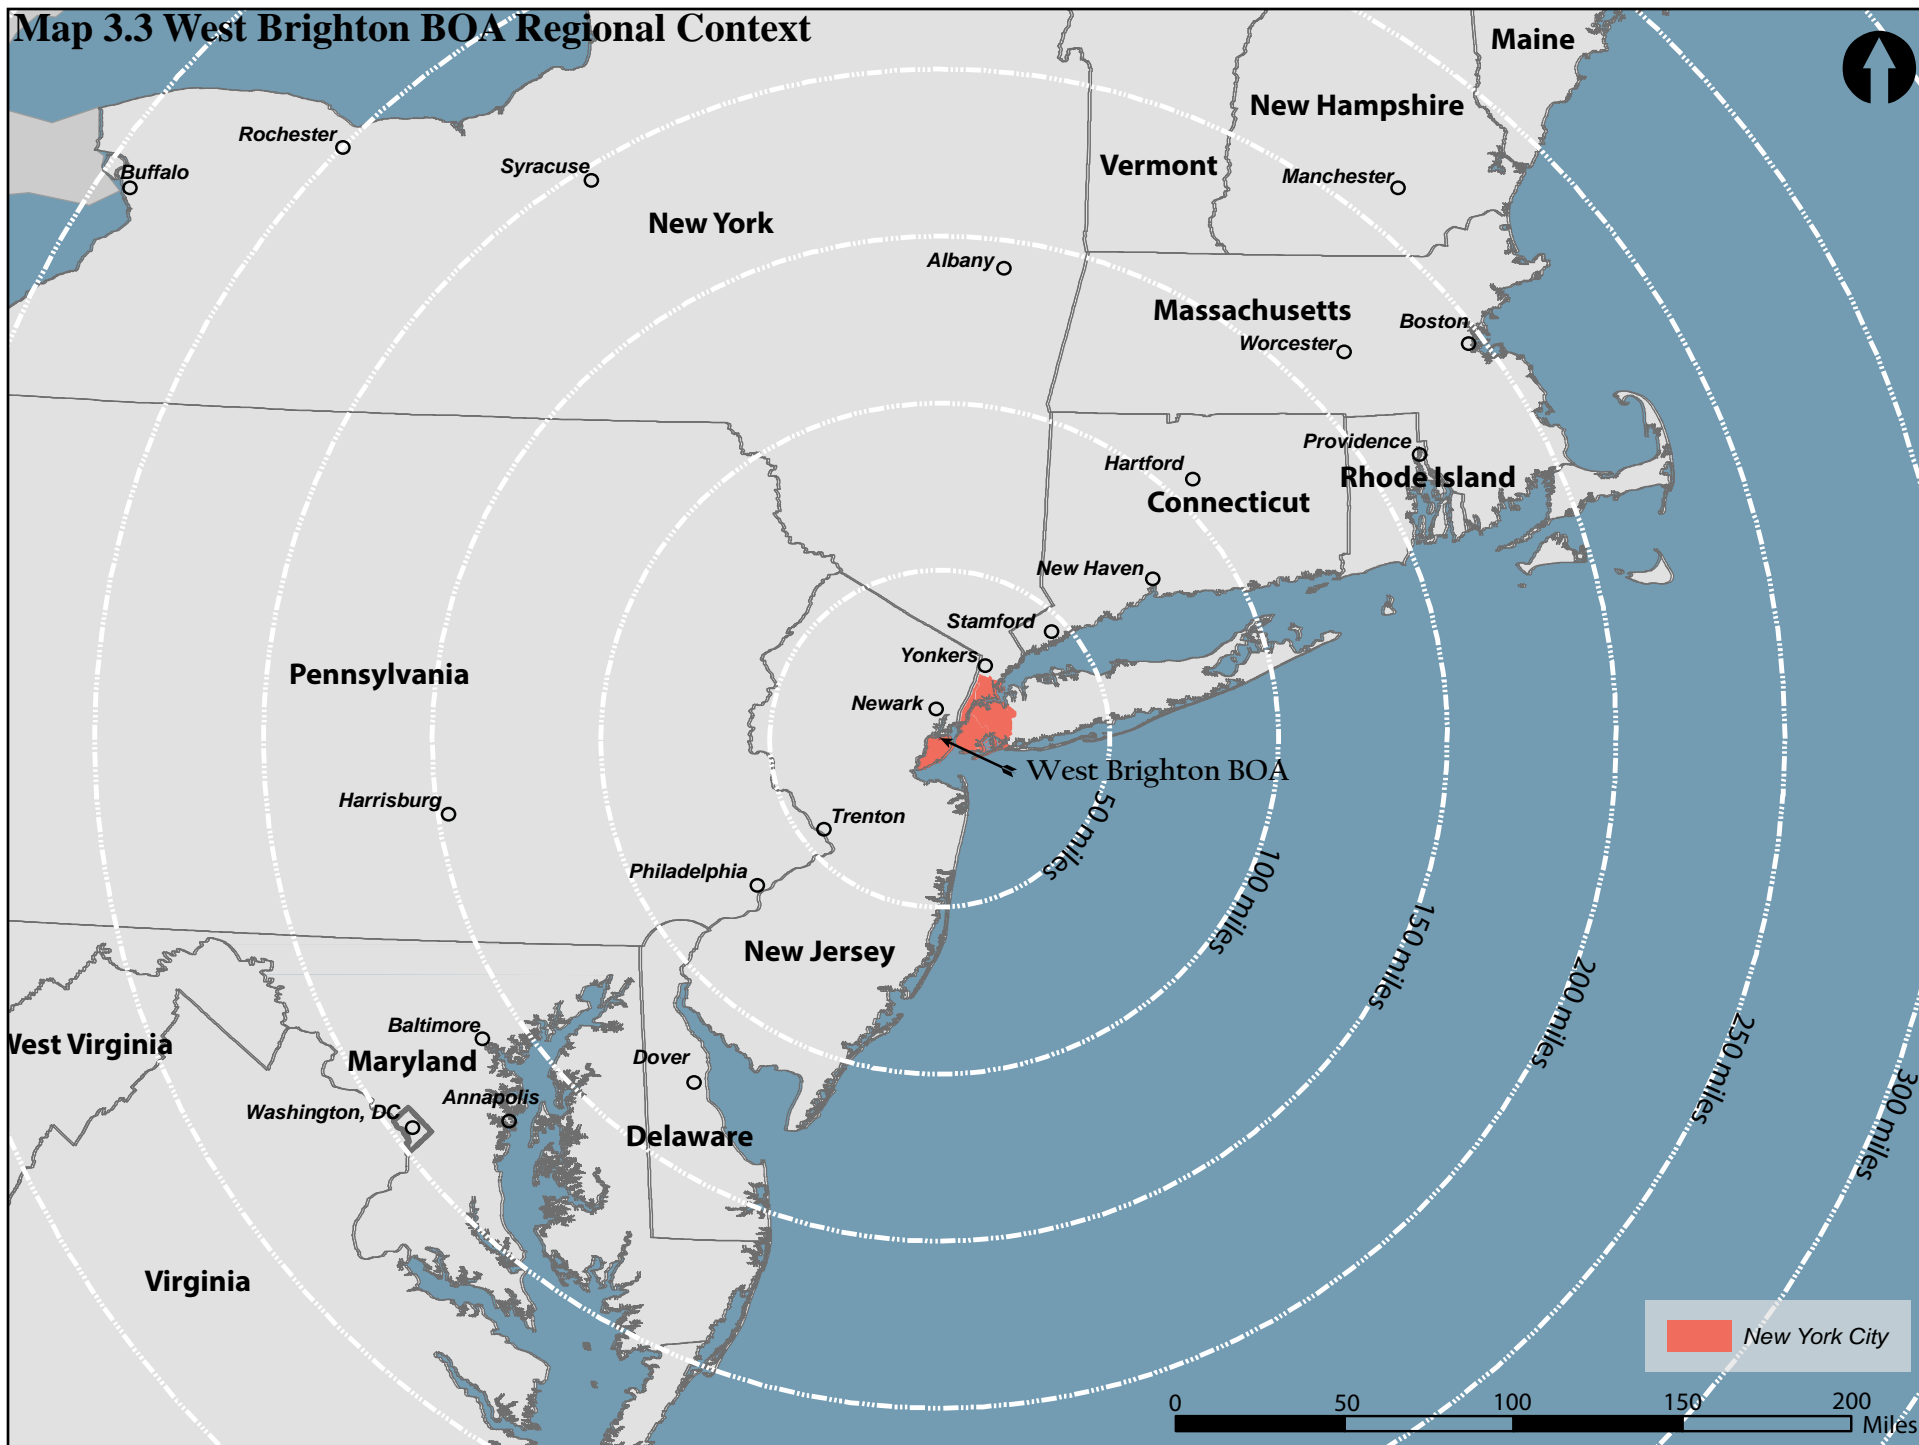 Map 3.3 West Brighton BOA Regional Context
Maine
New Hampshire
Rochester
Syracuse
Vermont
Buffalo
Manchester
New York
Albany
Massachusetts
Boston
Worcester
Providence
Hartford
Rhode Island
Connecticut
New Haven
Stamford
Yonkers
Pennsylvania
Newark
West Brighton BOA
Harrisburg
Trenton
50 miles
Philadelphia
100 miles
New Jersey
150 miles
200 miles
Baltimore
West Virginia
Maryland
Dover
250 miles
Annapolis
Washington, DC
300 miles
Delaware
Virginia
New York City
0 50 100 150 200
Miles